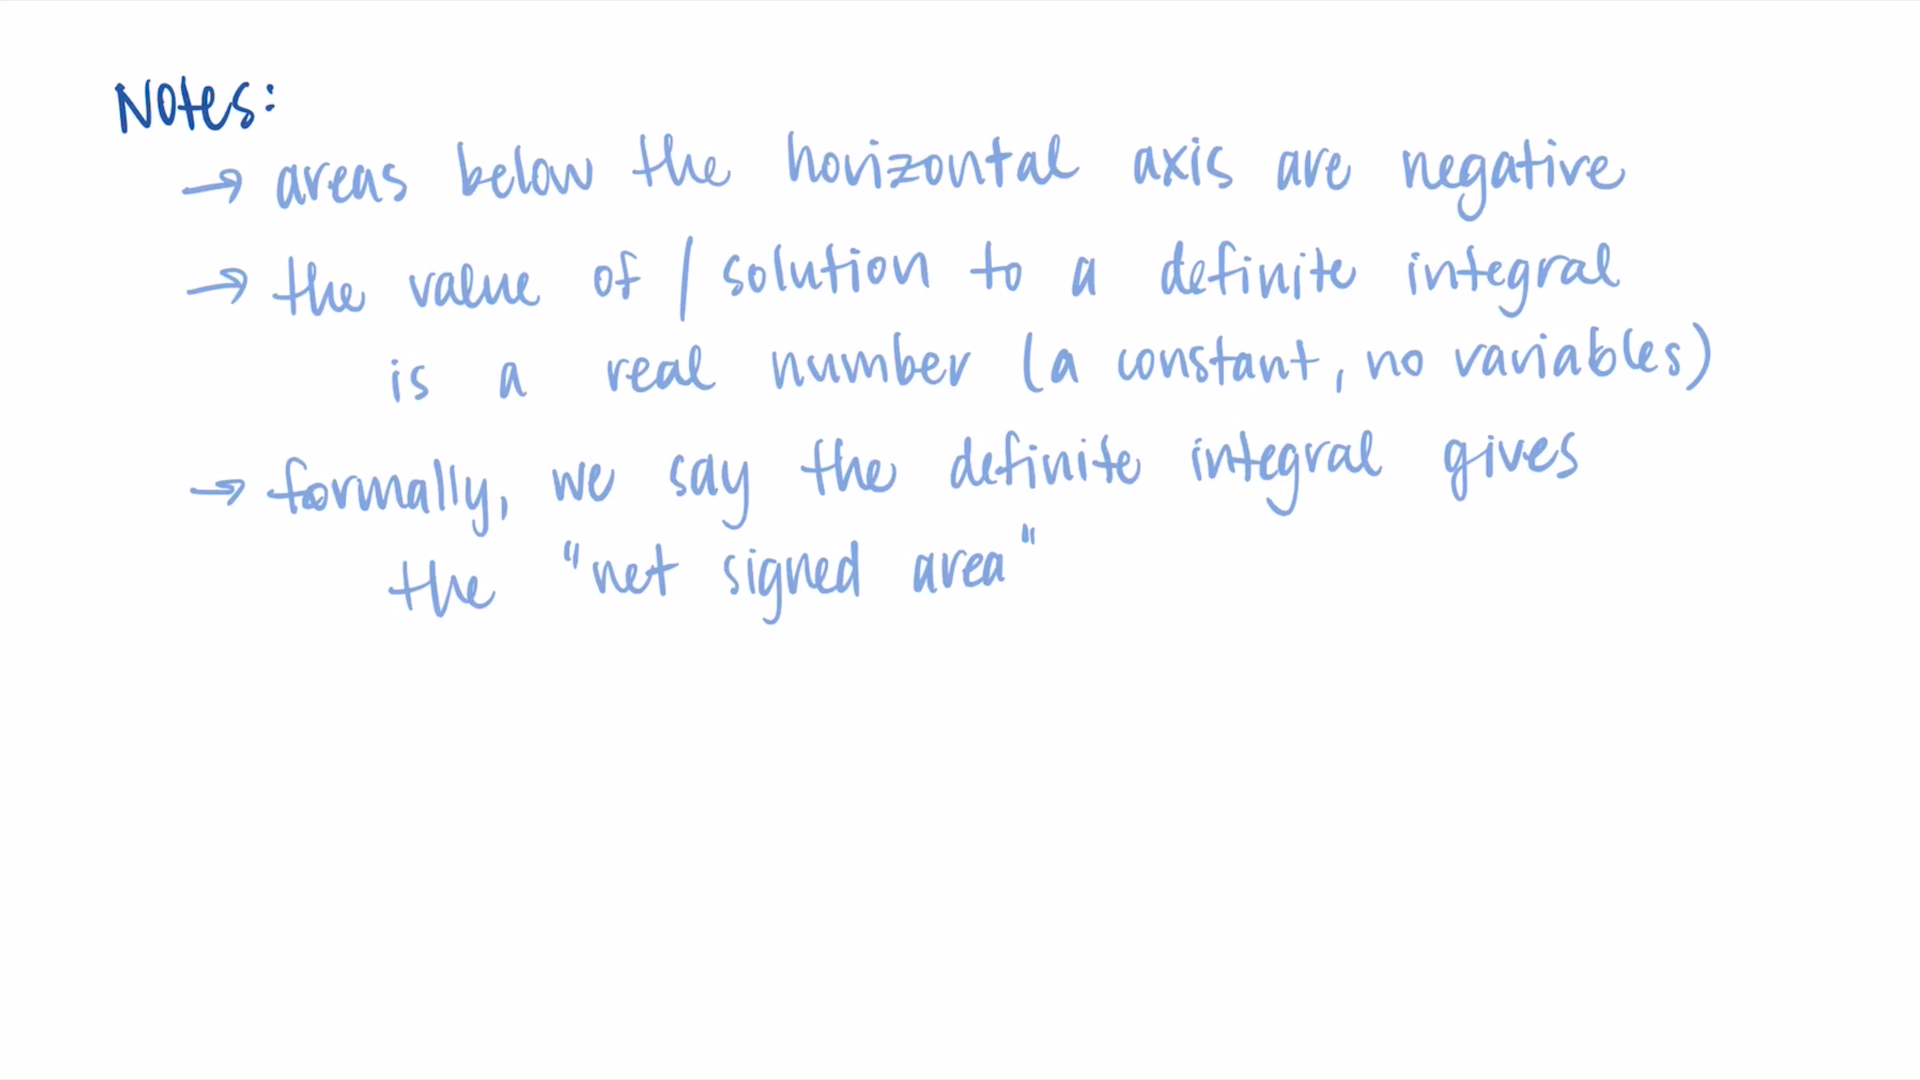 Notes:
→ areas below the horizontal axis are negative
→ the value of / solution to a definite integral
is a real number (a constant, no variables)
→ formally, we say the definite integral gives
the "net signed area"